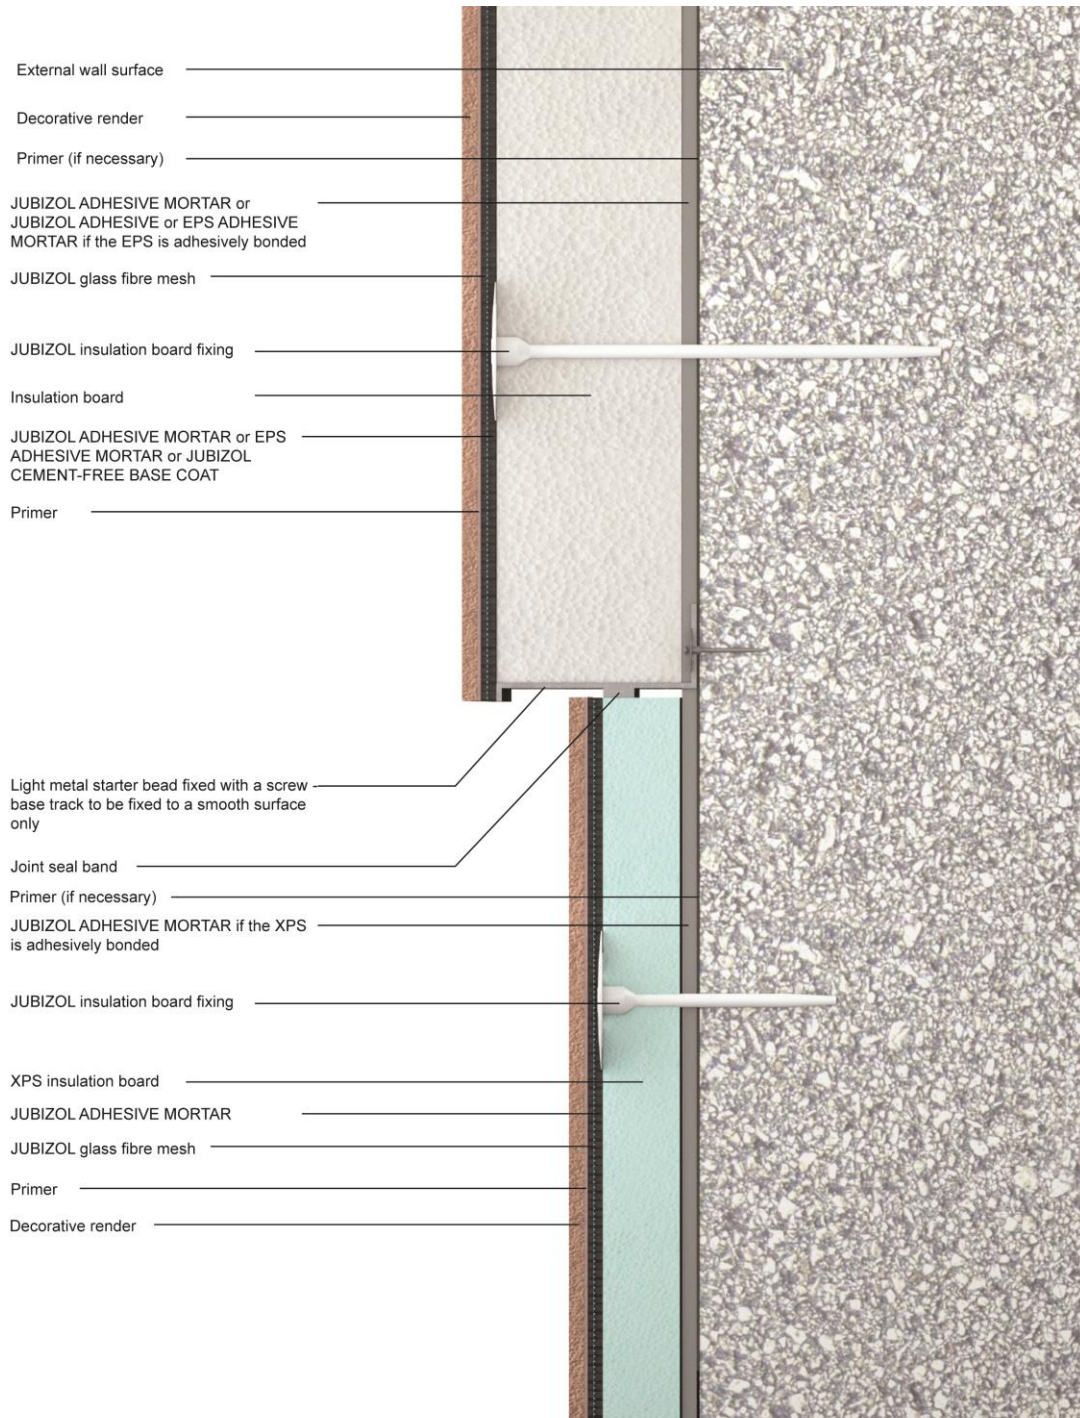 External wall surface
Decorative render
Primer (if necessary)
JUBIZOL ADHESIVE MORTAR or
JUBIZOL ADHESIVE or EPS ADHESIVE
MORTAR if the EPS is adhesively bonded
JUBIZOL glass fibre mesh
JUBIZOL insulation board fixing
Insulation board
JUBIZOL ADHESIVE MORTAR or EPS
ADHESIVE MORTAR or JUBIZOL
CEMENT-FREE BASE COAT
Primer
Light metal starter bead fixed with a screw -
base track to be fixed to a smooth surface
only
Joint seal band
Primer (if necessary)
JUBIZOL ADHESIVE MORTAR if the XPS
is adhesively bonded
JUBIZOL insulation board fixing
XPS insulation board
JUBIZOL ADHESIVE MORTAR
JUBIZOL glass fibre mesh
Primer
Decorative render